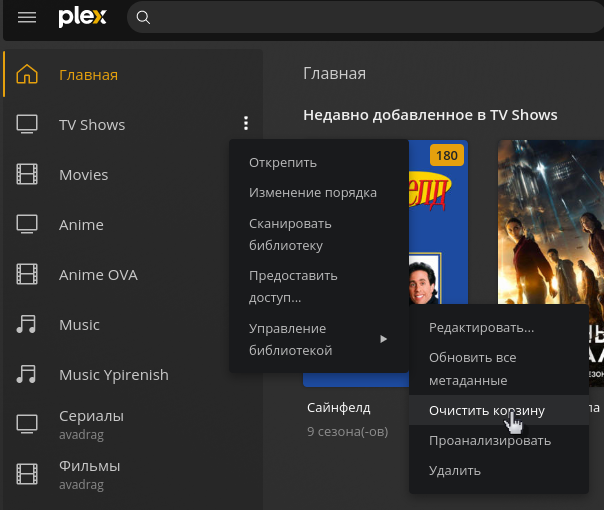 plex
Главная
TV Shows
Movies
Anime
Anime OVA
Music
Music Ypirenish
Сериалы
avadrag
Фильмы
avadrag
Открепить
Изменение порядка
Сканировать
библиотеку
Предоставить
доступ...
Управление
библиотекой
Редактировать...
Обновить все
метаданные
Очистить корзину
Проанализировать
Удалить
Главная
Недавно добавленное в TV Shows
180
Сайнфелд
9 сезона(-ов)